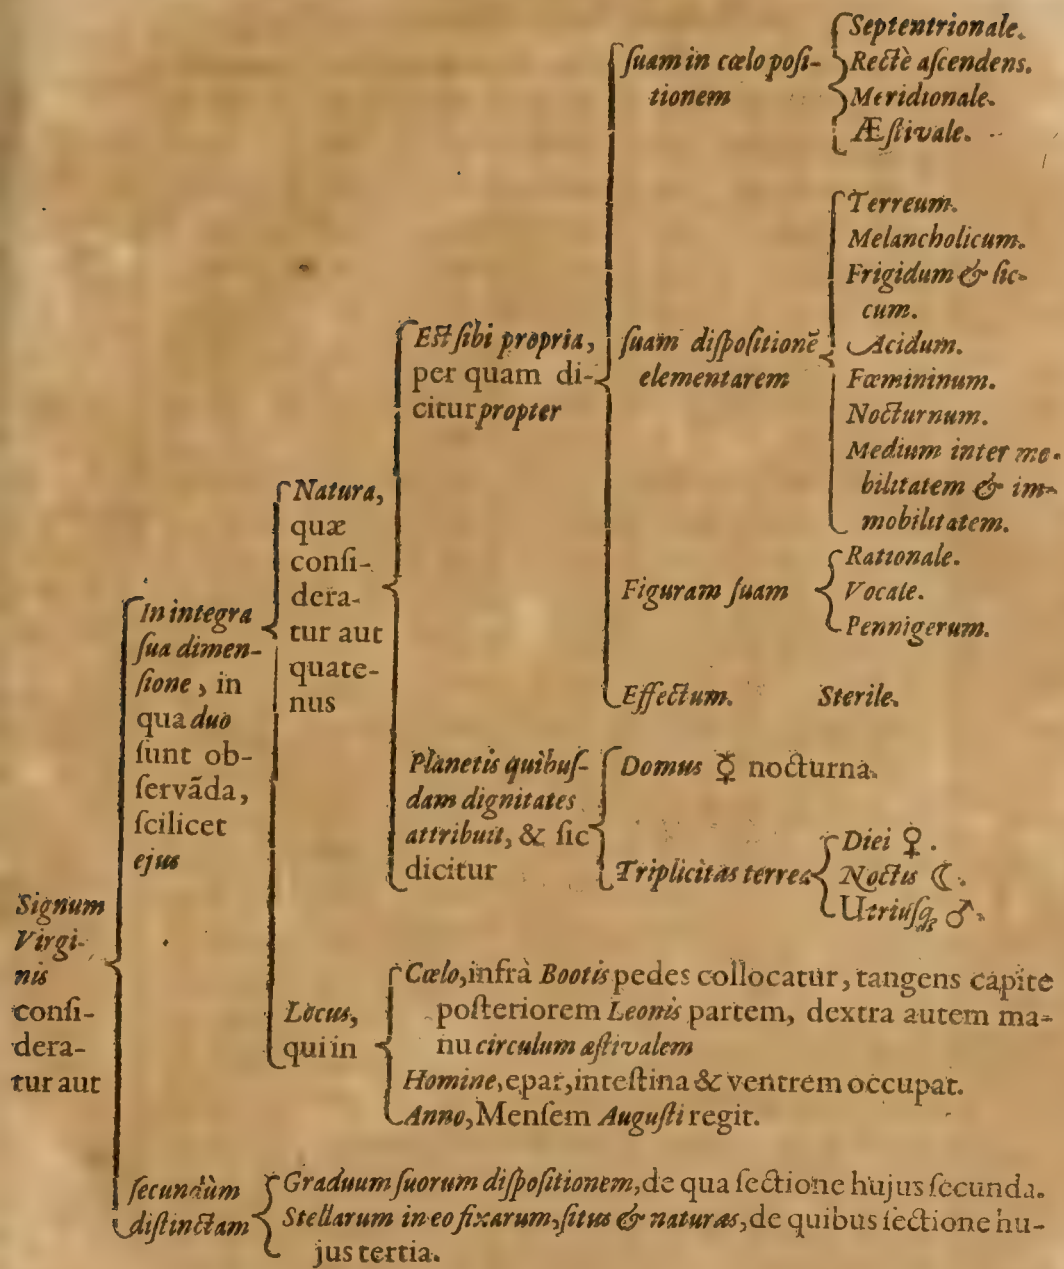 Signum
Virgi-
nis
conſi-
dera-
tur aut
In integra
ſua dimen-
ſione, in
qua duo
ſunt ob-
ſervãda,
ſcilicet
ejus
Natura,
quæ
conſi-
dera-
tur aut
quate-
nus
Eſt ſibi propria,
per quam di-
citur propter
ſuam in cœlo poſi-
tionem
Septentrionale.
Rectè aſcendens.
Meridionale.
Æſtivale.
ſuam diſpoſitionẽ
elementarem
Terreum.
Melancholicum.
Frigidum & ſic-
cum.
Acidum.
Fœmininum.
Nocturnum.
Medium inter mo-
bilitatem & im-
mobilitatem.
Figuram ſuam
Rationale.
Vocale.
Pennigerum.
Effectum. Sterile.
Planetis quibuſ-
dam dignitates
attribuit, & ſic
dicitur
Domus ☿ nocturna.
Triplicitas terrea
Diei ♀.
Noctis ☾.
Utriuſq; ♂.
Locus,
qui in
Cœlo, infrà Bootis pedes collocatur, tangens capite
poſteriorem Leonis partem, dextra autem ma-
nu circulum æſtivalem
Homine, epar, inteſtina & ventrem occupat.
Anno, Menſem Auguſti regit.
ſecundùm
diſtinctam
Graduum ſuorum diſpoſitionem, de qua ſectione hujus ſecunda.
Stellarum in eo fixarum, ſitus & naturas, de quibus ſectione hu-
jus tertia.